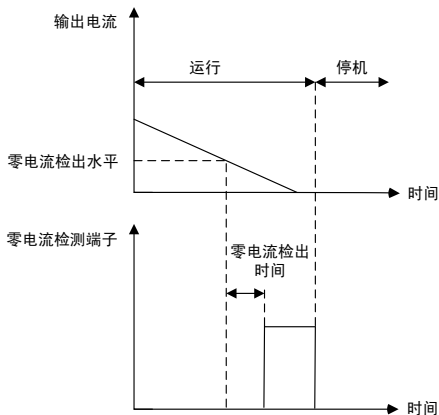 输出电流
运行
停机
零电流检出水平
时间
零电流检测端子
零电流检出
时间
时间